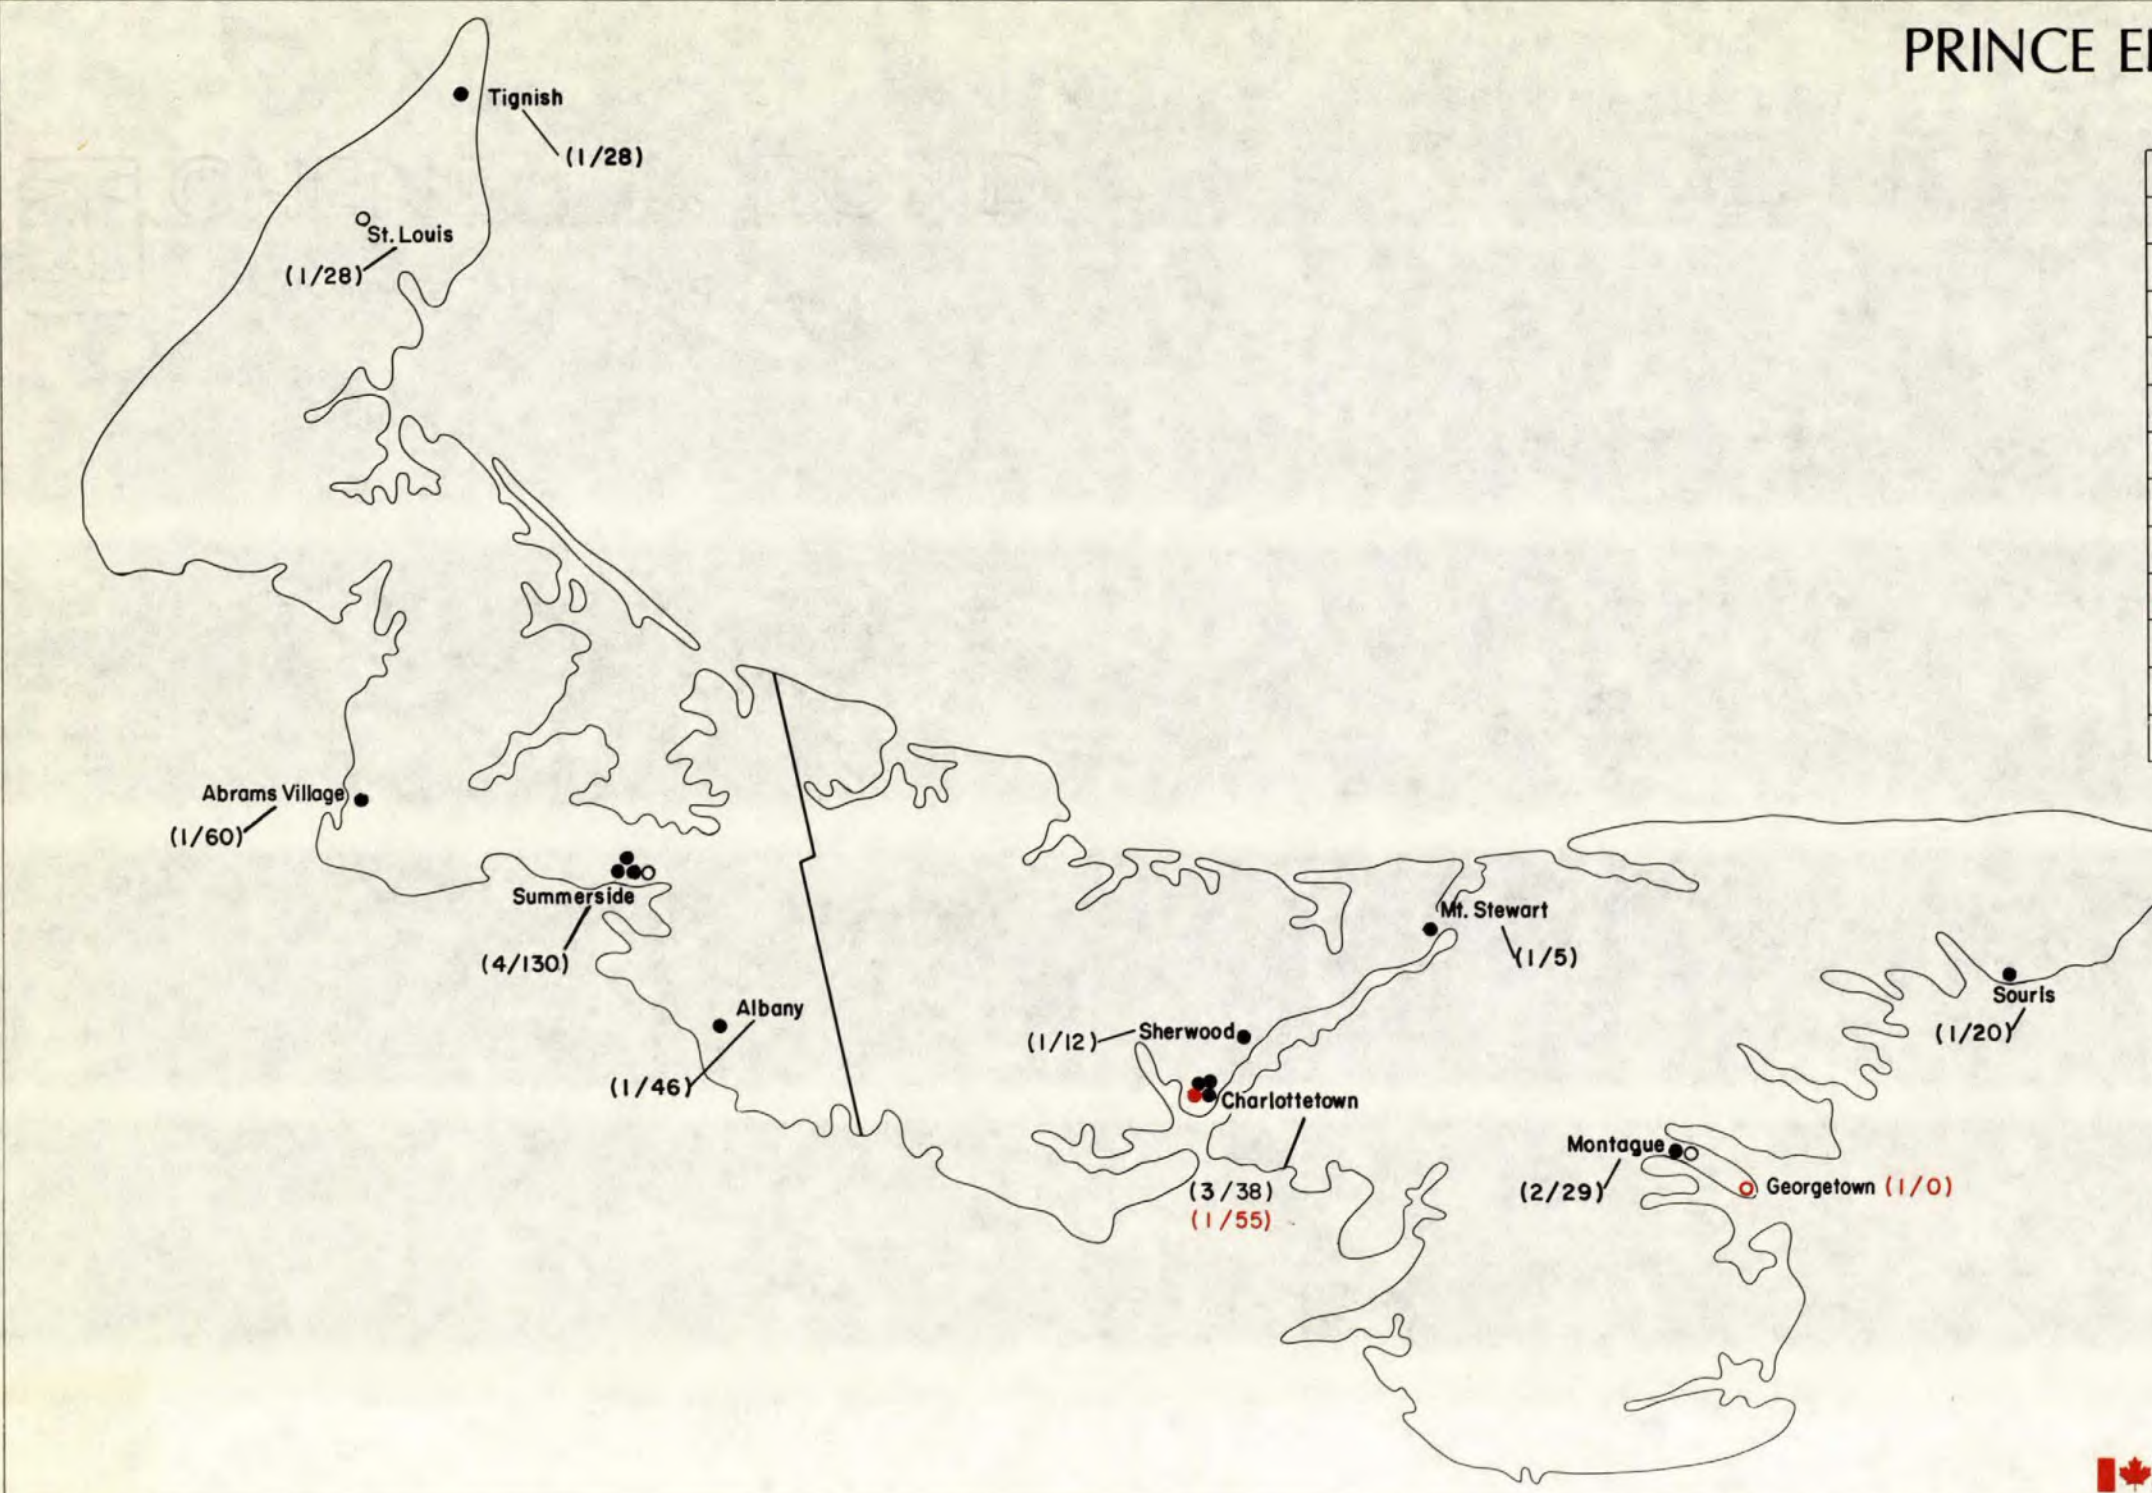 PRINCE E
Tignish
(1/28)
St. Louis
(1/28)
Abrams Village
(1/60)
Summerside
(4/130)
Albany
(1/46)
Mt. Stewart
(1/5)
Souris
(1/20)
(1/12) Sherwood
Charlottetown
(3/38)
(1/55)
Montague
(2/29)
Georgetown (1/0)